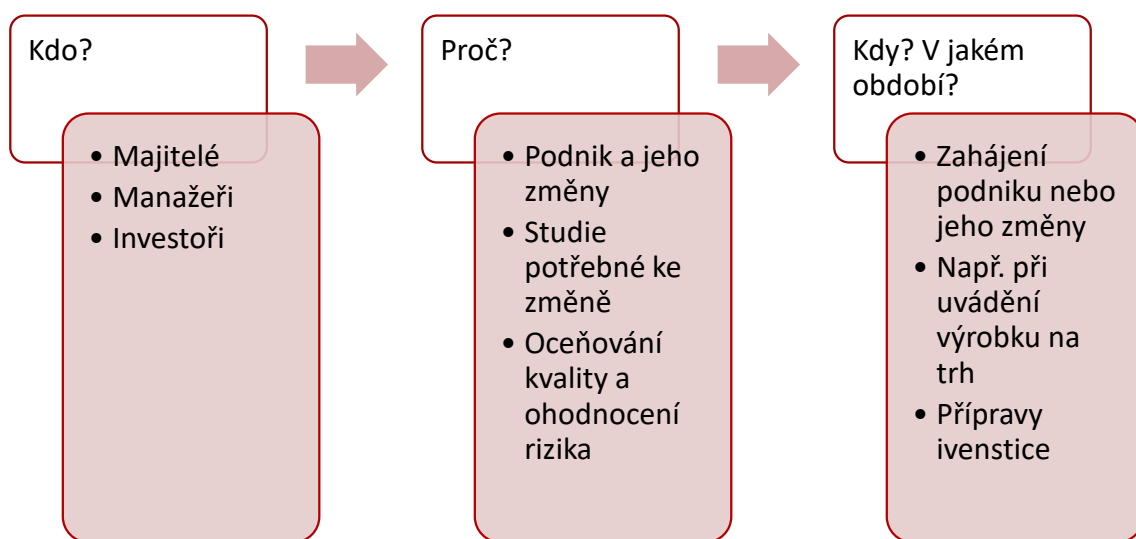 Kdo?
• Majitelé
• Manažeři
• Investoři
Proč?
• Podnik a jeho
změny
• Studie
potřebné ke
změně
• Oceňování
kvality a
ohodnocení
rizika
Kdy? V jakém
období?
• Zahájení
podniku nebo
jeho změny
• Např. při
uvádění
výrobku na
trh
• Přípravy
ivenstice